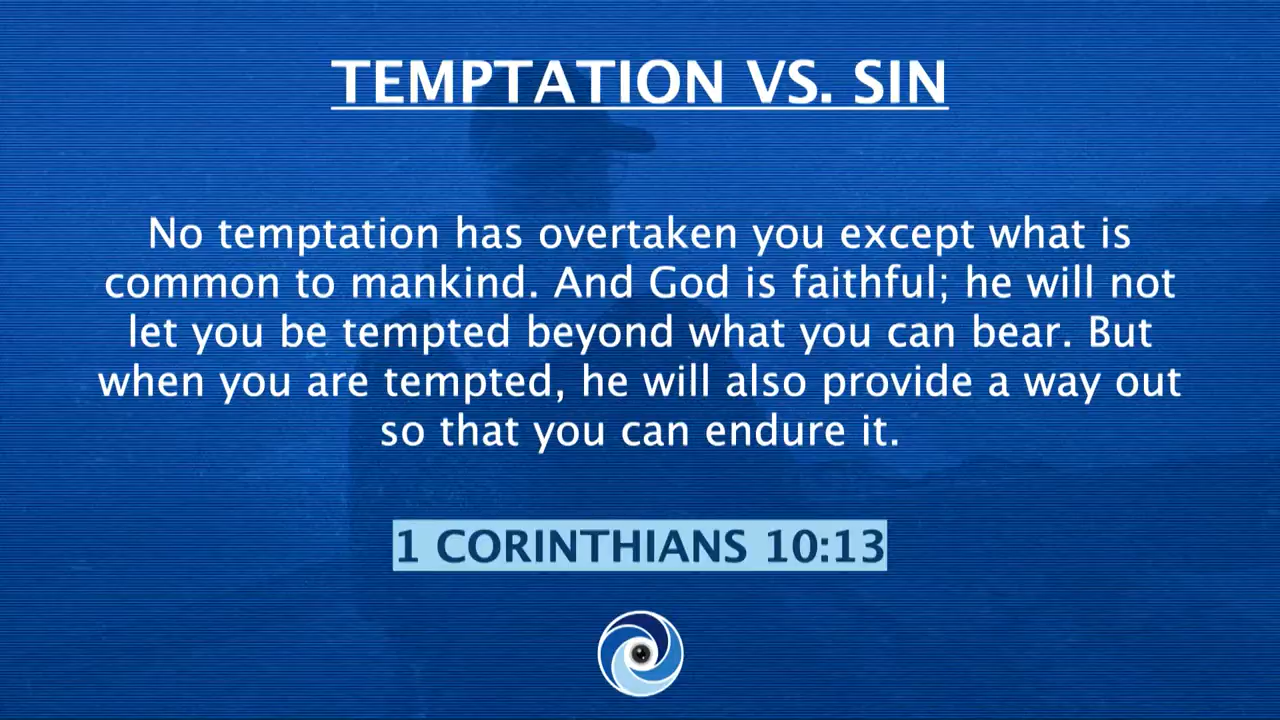 TEMPTATION VS. SIN
No temptation has overtaken you except what is
common to mankind. And God is faithful; he will not
let you be tempted beyond what you can bear. But
when you are tempted, he will also provide a way out
so that you can endure it.
1 CORINTHIANS 10:13